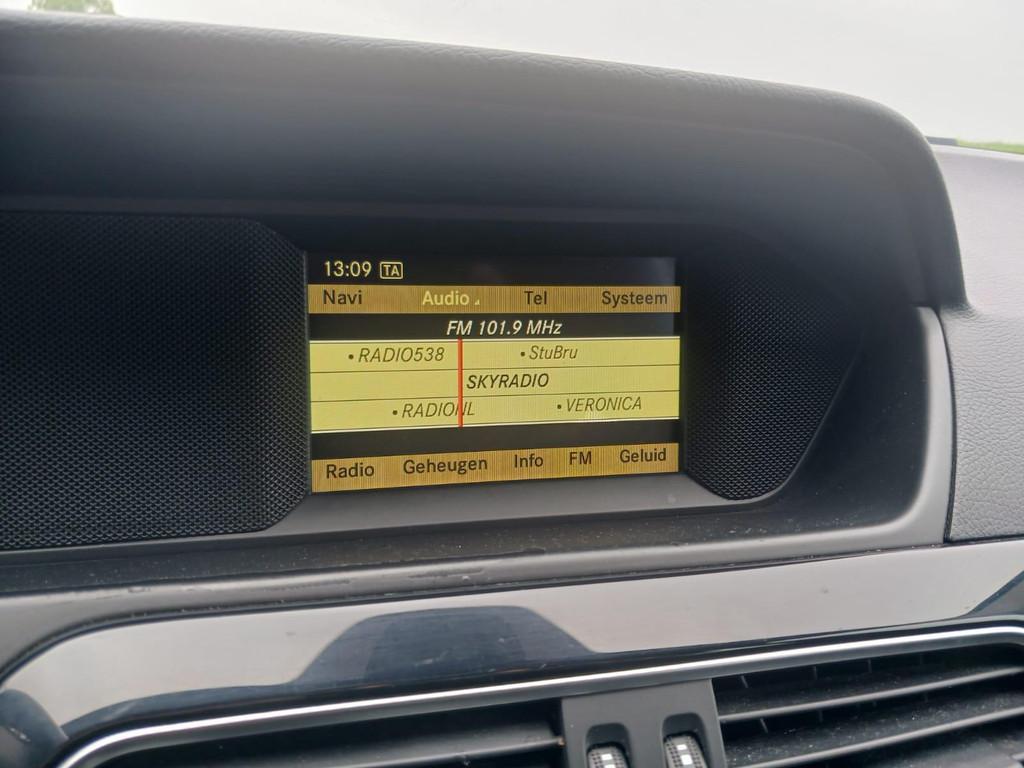 13:09 TA
Navi Audio Tel Systeem
FM 101.9 MHz
• RADIO538 • StuBru
SKYRADIO
• RADIONL • VERONICA
Radio Geheugen Info FM Geluid